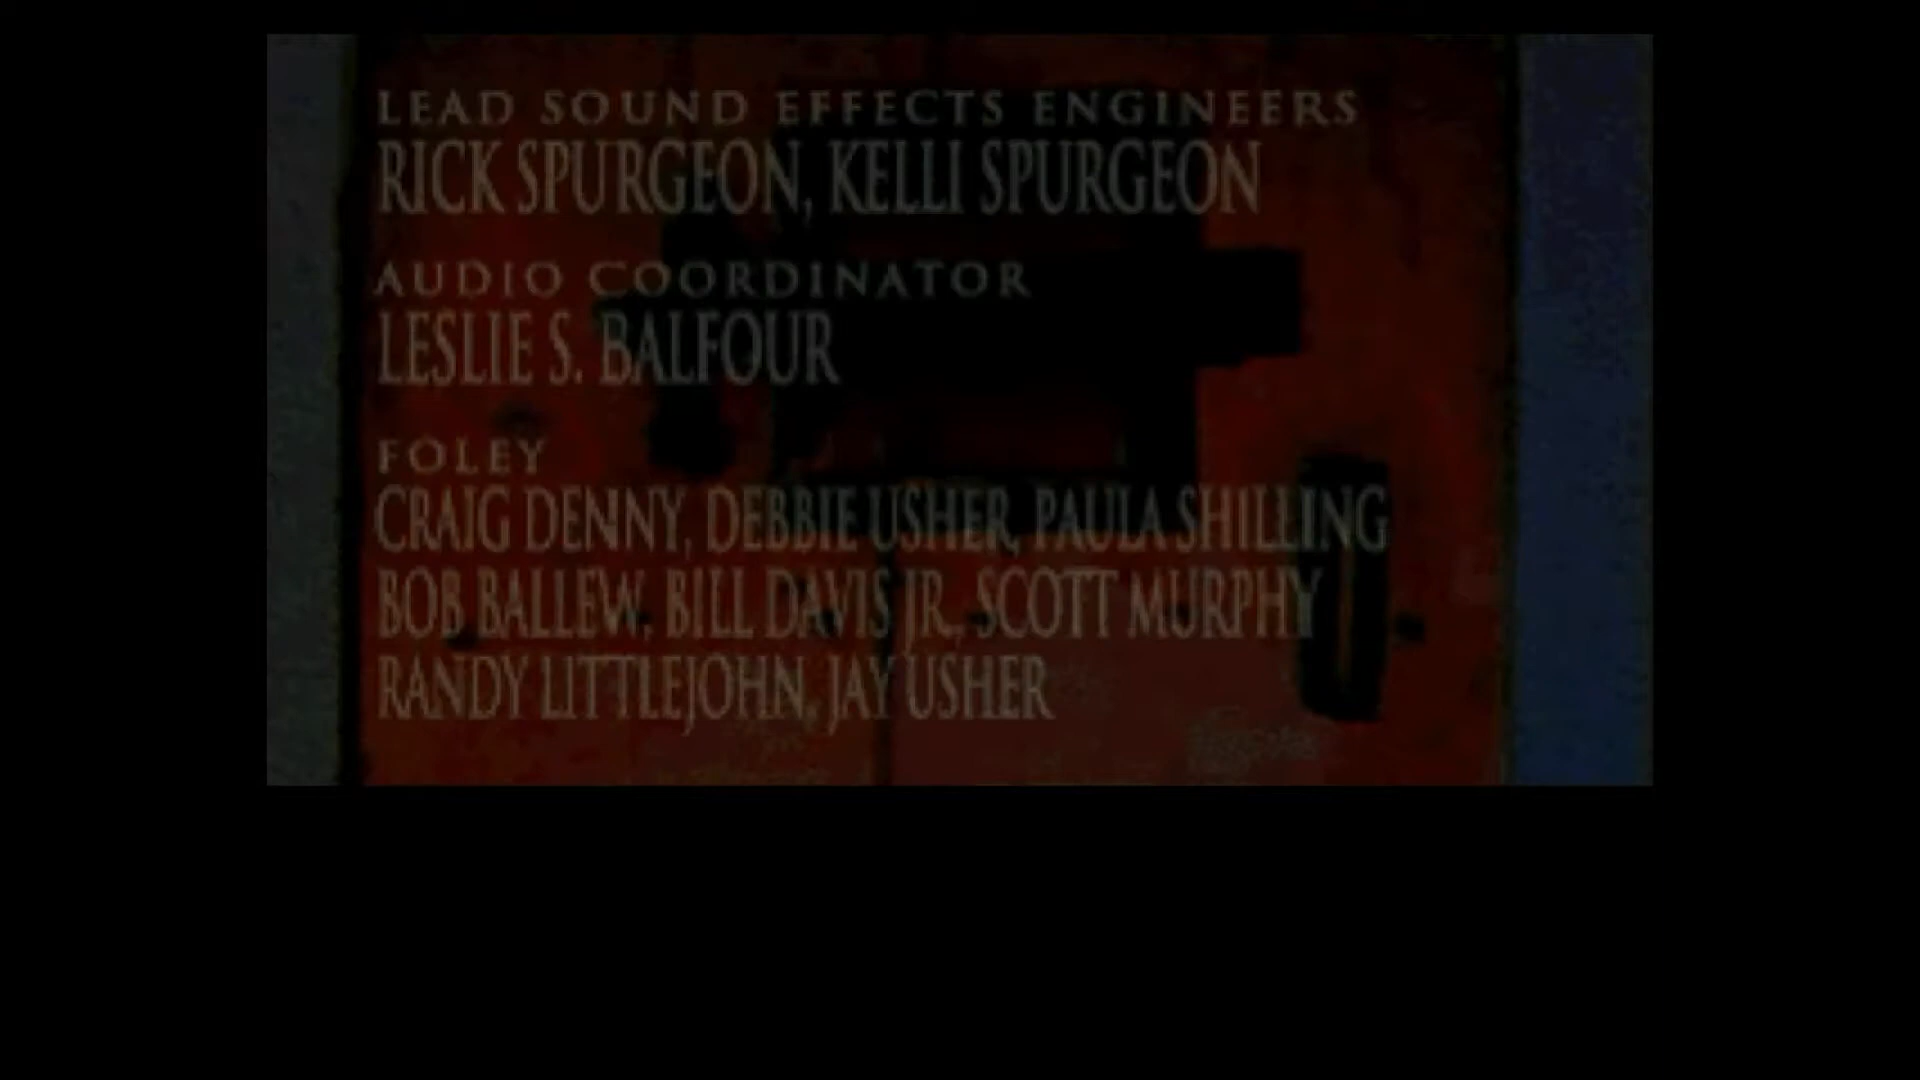 LEAD SOUND EFFECTS ENGINEERS
RICK SPURGEON, KELLI SPURGEON
AUDIO COORDINATOR
LESLIE S. BALFOUR
FOLEY
CRAIG DENNY, DEBBIE USHER, PAULA SHILLING
BOB BALLEW, BILL DAVIS JR., SCOTT MURPHY
RANDY LITTLEJOHN, JAY USHER